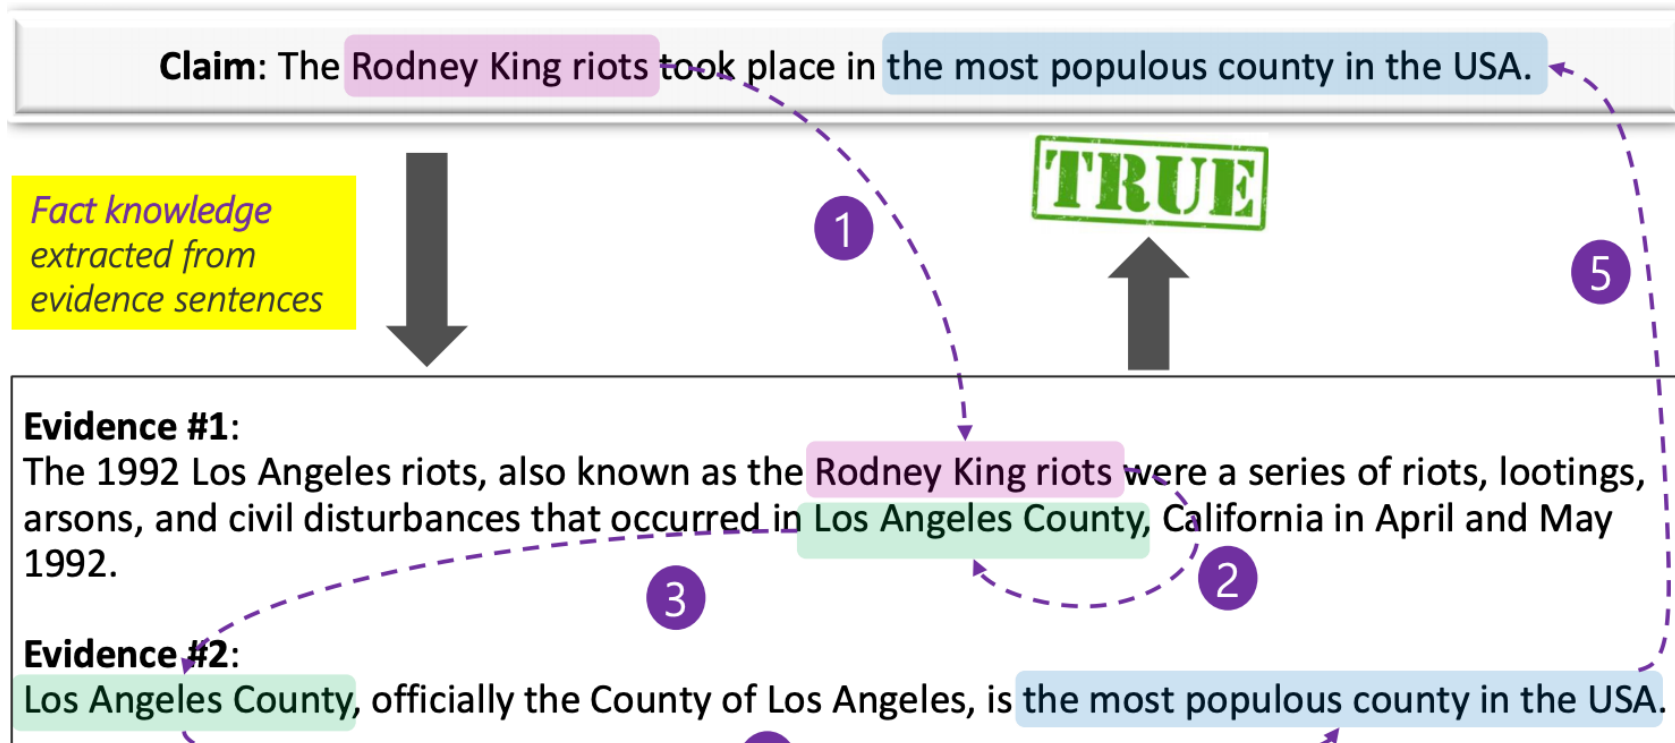 Claim: The Rodney King riots took place in the most populous county in the USA.
TRUE
Fact knowledge
extracted from
evidence sentences
1
5
Evidence #1:
The 1992 Los Angeles riots, also known as the Rodney King riots were a series of riots, lootings,
arsons, and civil disturbances that occurred in Los Angeles County, California in April and May
1992.
2
3
Evidence #2:
Los Angeles County, officially the County of Los Angeles, is the most populous county in the USA.